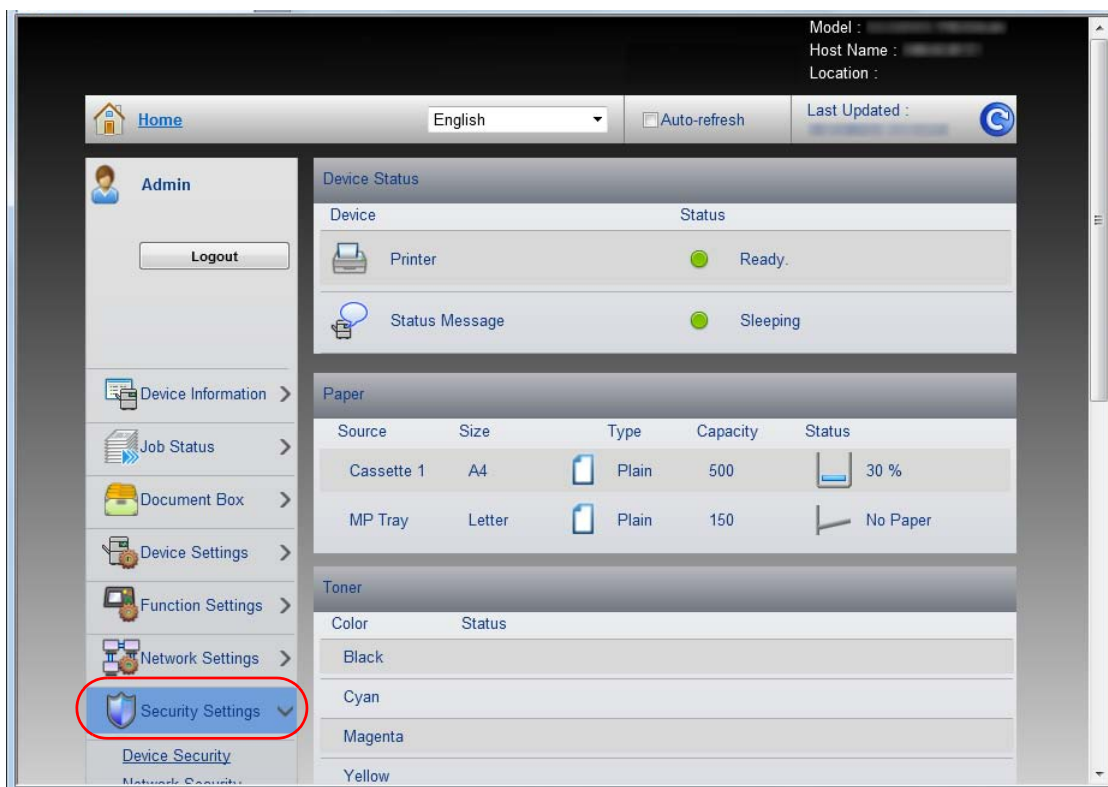 Model :
Host Name :
Location :
Home
English
Auto-refresh
Last Updated :
Admin
Logout
Device Information
Job Status
Document Box
Device Settings
Function Settings
Network Settings
Security Settings
Device Security
Network Security
Device Status
Device Status
Printer Ready.
Status Message Sleeping
Paper
Source Size Type Capacity Status
Cassette 1 A4 Plain 500 30 %
MP Tray Letter Plain 150 No Paper
Toner
Color Status
Black
Cyan
Magenta
Yellow